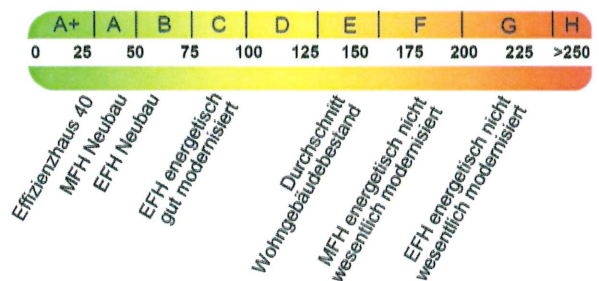 A+ A B C D E F G H
0 25 50 75 100 125 150 175 200 225 >250
Effizienzhaus 40
MFH Neubau
EFH Neubau
EFH energetisch
gut modernisiert
Durchschnitt
Wohngebäudebestand
MFH energetisch nicht
wesentlich modernisiert
EFH energetisch nicht
wesentlich modernisiert